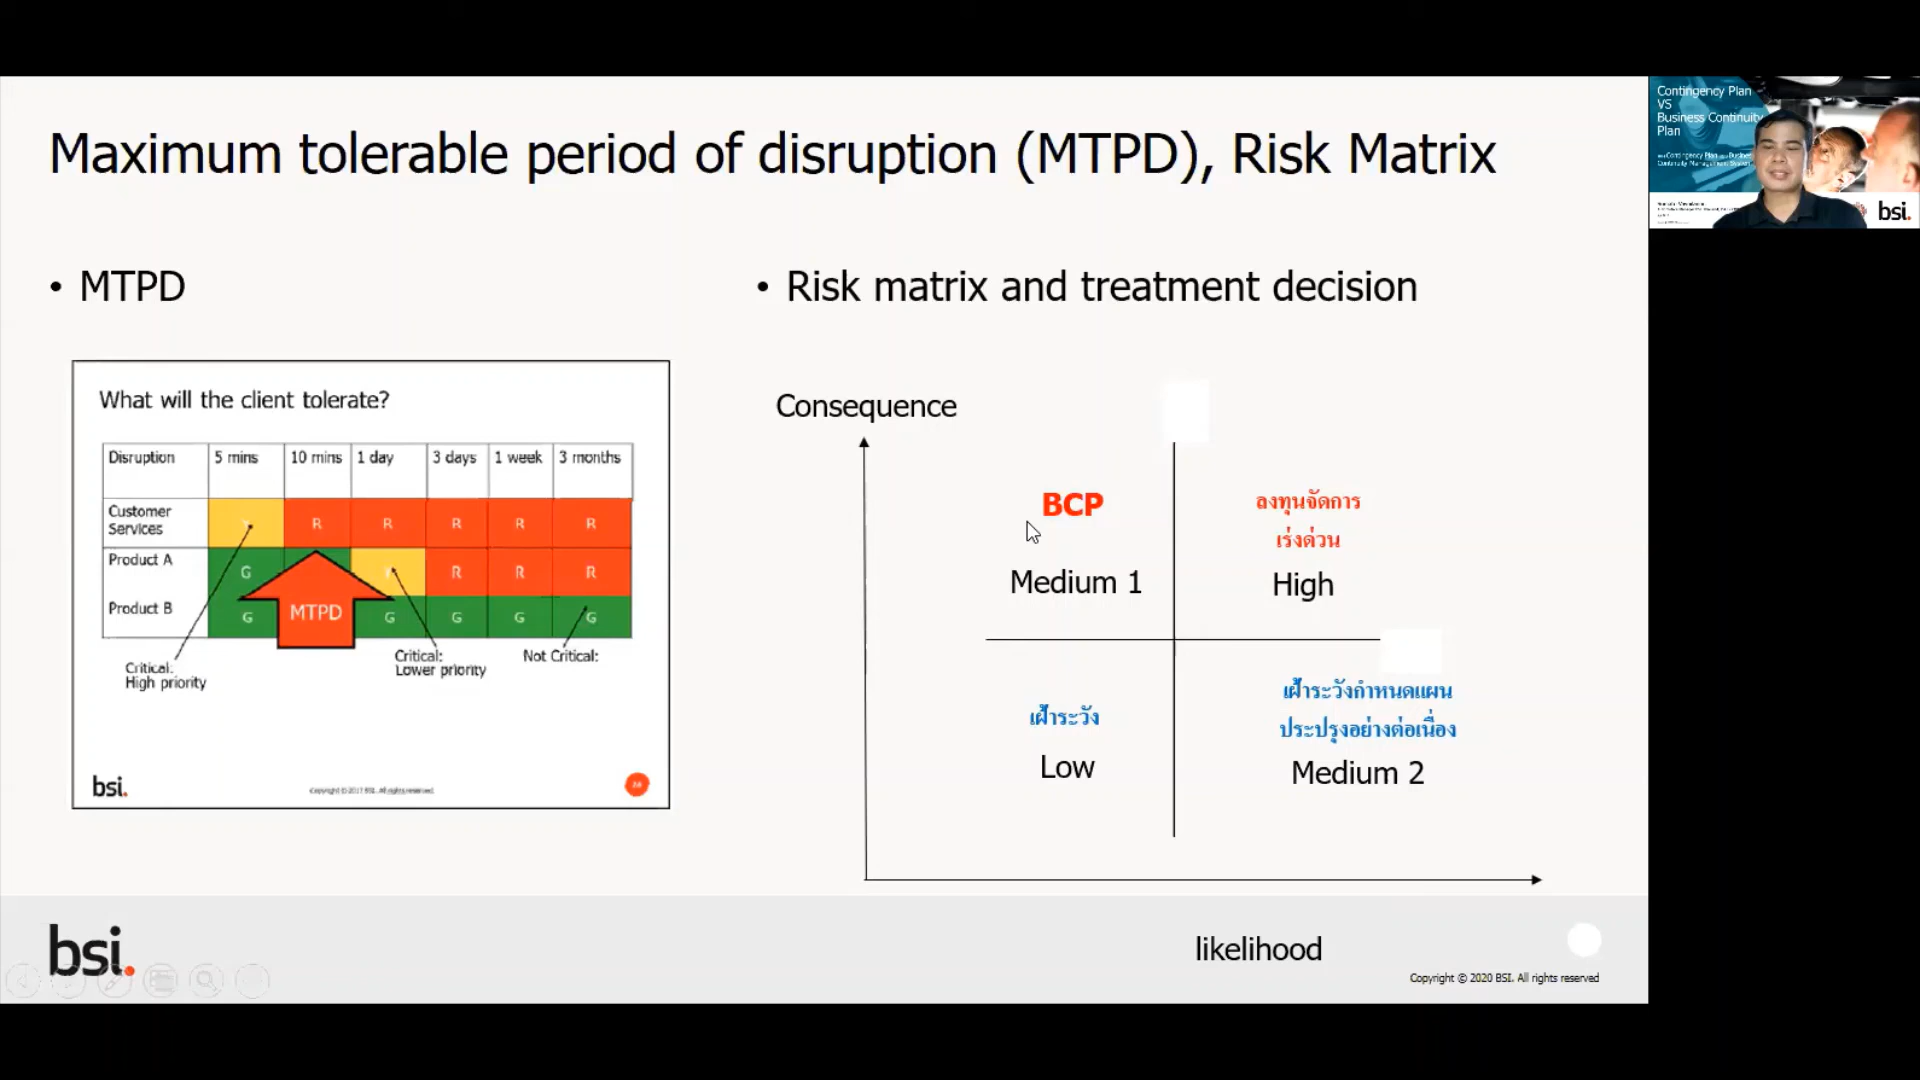 Maximum tolerable period of disruption (MTPD), Risk Matrix
• MTPD
What will the client tolerate?
Disruption 5 mins 10 mins 1 day 3 days 1 week 3 months
Customer
Services
R R R R R
Product A
G R R R
Product B
G G G G G
MTPD
Critical:
High priority
Critical:
Lower priority
Not Critical:
bsi.
Copyright © 2017 BSI. All rights reserved.
• Risk matrix and treatment decision
Consequence
BCP
Medium 1
ลงทุนจัดการ
เร่งด่วน
High
เฝ้าระวัง
Low
เฝ้าระวังกำหนดแผน
ประปรุงอย่างต่อเนื่อง
Medium 2
likelihood
bsi.
Copyright © 2020 BSI. All rights reserved
Contingency Plan
VS
Business Continuity
Plan
bsi.